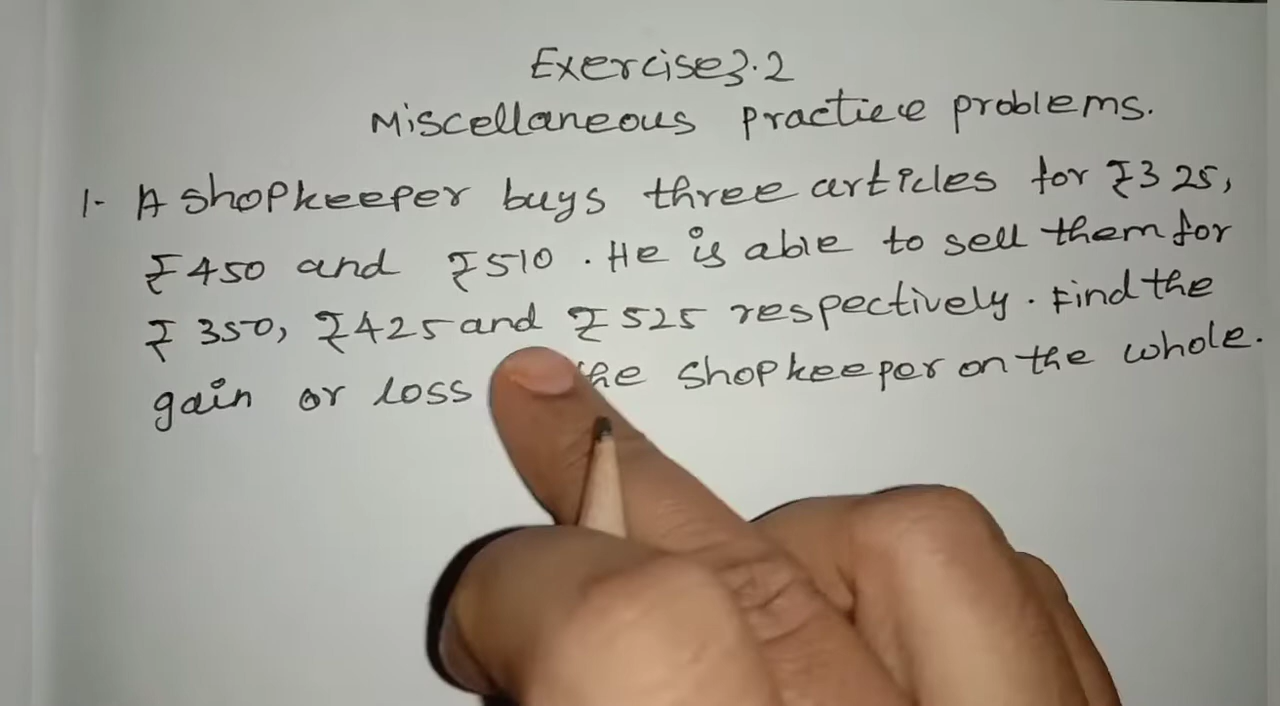 Exercise3.2
Miscellaneous practice problems.
1- A shopkeeper buys three articles for ₹325,
₹450 and ₹510. He is able to sell them for
₹350, ₹425 and ₹525 respectively. Find the
gain or loss the shopkeeper on the whole.